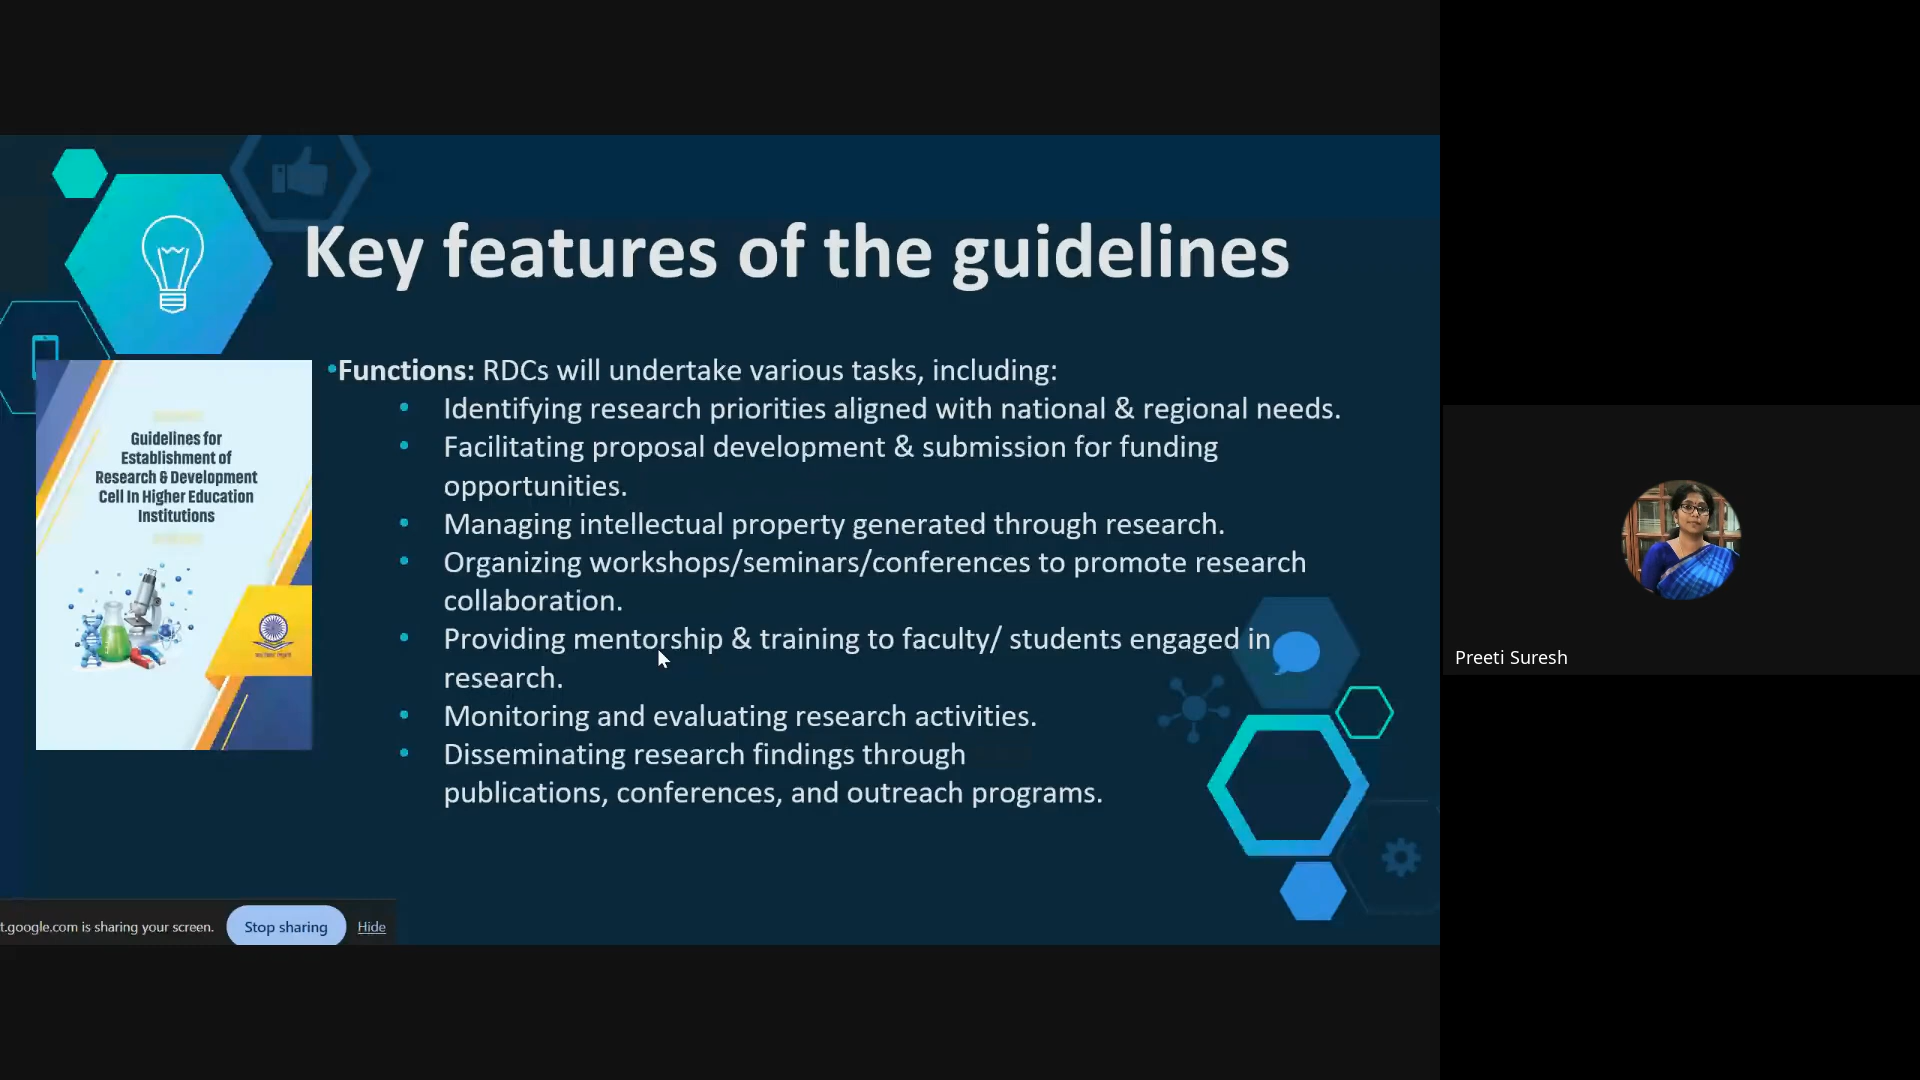 Key features of the guidelines
•Functions: RDCs will undertake various tasks, including:
• Identifying research priorities aligned with national & regional needs.
• Facilitating proposal development & submission for funding
opportunities.
• Managing intellectual property generated through research.
• Organizing workshops/seminars/conferences to promote research
collaboration.
• Providing mentorship & training to faculty/ students engaged in
research.
• Monitoring and evaluating research activities.
• Disseminating research findings through
publications, conferences, and outreach programs.
Guidelines for
Establishment of
Research & Development
Cell In Higher Education
Institutions
t.google.com is sharing your screen.
Stop sharing
Hide
Preeti Suresh